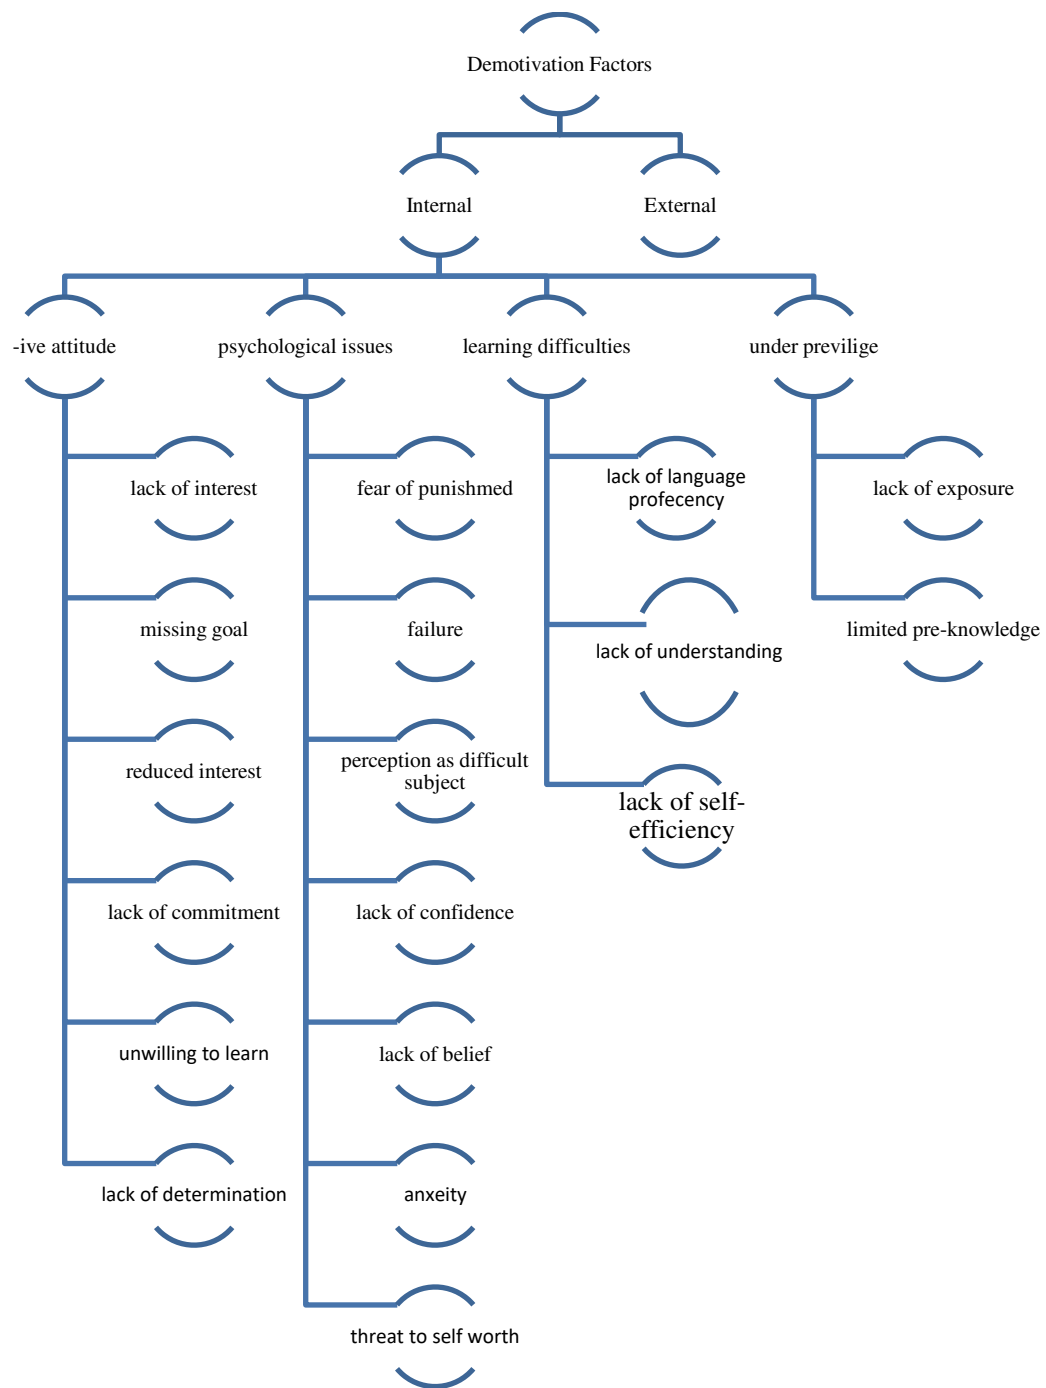 Demotivation Factors
Internal
External
-ive attitude
psychological issues
learning difficulties
under previlige
lack of interest
missing goal
reduced interest
lack of commitment
unwilling to learn
lack of determination
fear of punishmed
failure
perception as difficult
subject
lack of confidence
lack of belief
anxeity
threat to self worth
lack of language
profecency
lack of understanding
lack of self-
efficiency
lack of exposure
limited pre-knowledge